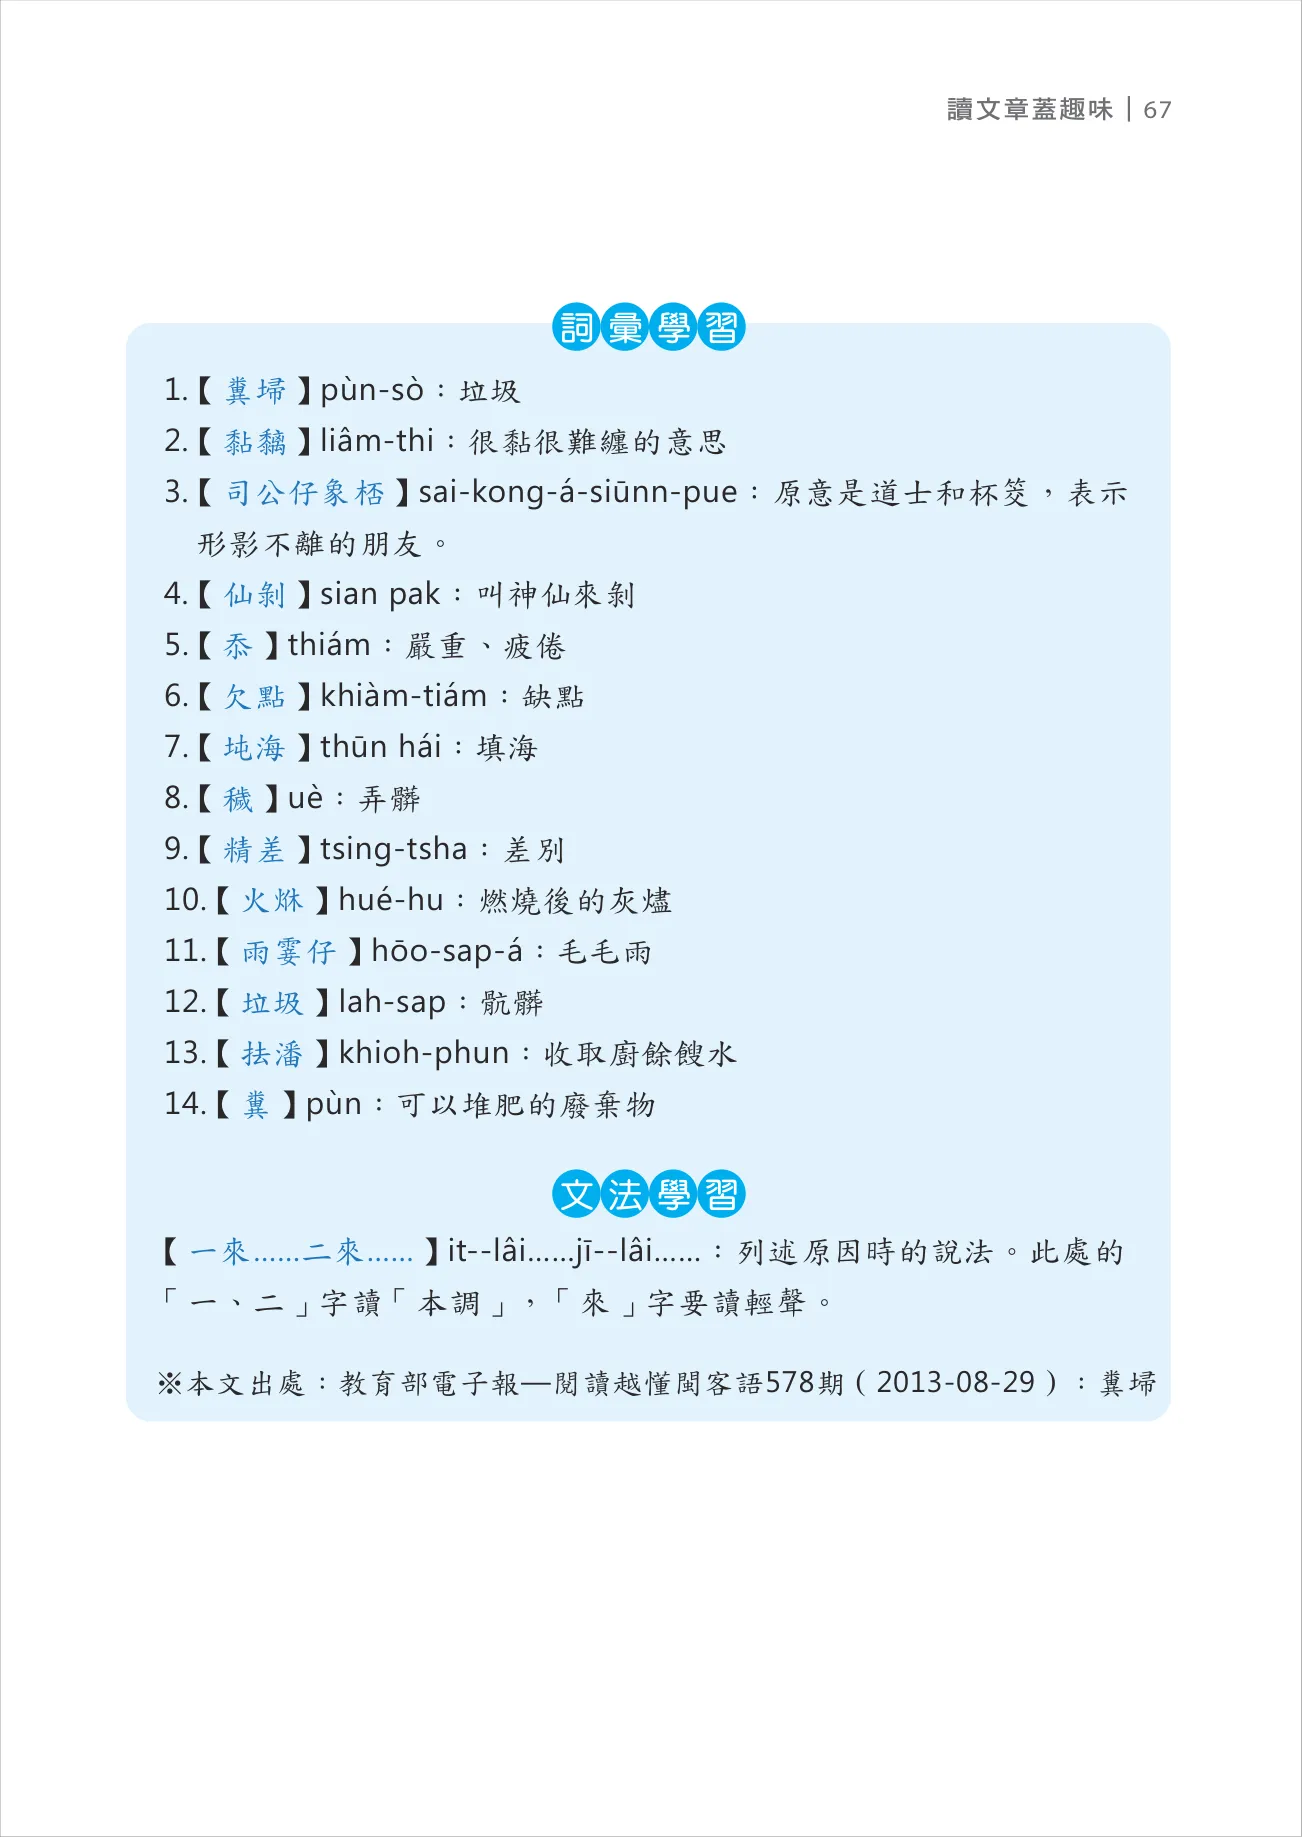 讀文章蓋趣味｜67
詞彙學習
1.【糞埽】pùn-sò：垃圾
2.【黏黐】liâm-thi：很黏很難纏的意思
3.【司公仔象桮】sai-kong-á-siūnn-pue：原意是道士和杯筊，表示
形影不離的朋友。
4.【仙剝】sian pak：叫神仙來剝
5.【忝】thiám：嚴重、疲倦
6.【欠點】khiàm-tiám：缺點
7.【坉海】thūn hái：填海
8.【穢】uè：弄髒
9.【精差】tsing-tsha：差別
10.【火烌】hué-hu：燃燒後的灰燼
11.【雨霎仔】hōo-sap-á：毛毛雨
12.【垃圾】lah-sap：骯髒
13.【抾潘】khioh-phun：收取廚餘餿水
14.【糞】pùn：可以堆肥的廢棄物
文法學習
【一來……二來……】it--lâi……jī--lâi……：列述原因時的說法。此處的
「一、二」字讀「本調」，「來」字要讀輕聲。
※本文出處：教育部電子報—閱讀越懂閩客語578期（2013-08-29）：糞埽